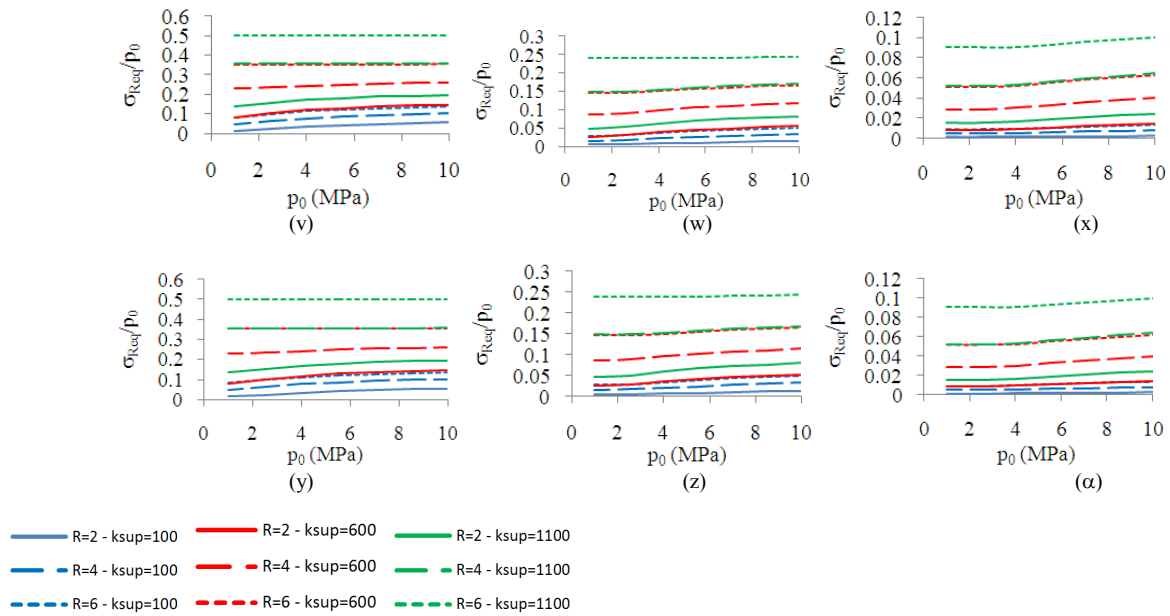 0.6
0.5
0.4
0.3
0.2
0.1
0
σReq/p0
0 2 4 6 8 10
p0 (MPa)
(v)
0.3
0.25
0.2
0.15
0.1
0.05
0
σReq/p0
0 2 4 6 8 10
p0 (MPa)
(w)
0.12
0.1
0.08
0.06
0.04
0.02
0
σReq/p0
0 2 4 6 8 10
p0 (MPa)
(x)
0.6
0.5
0.4
0.3
0.2
0.1
0
σReq/p0
0 2 4 6 8 10
p0 (MPa)
(y)
0.3
0.25
0.2
0.15
0.1
0.05
0
σReq/p0
0 2 4 6 8 10
p0 (MPa)
(z)
0.12
0.1
0.08
0.06
0.04
0.02
0
σReq/p0
0 2 4 6 8 10
p0 (MPa)
(α)
R=2 - ksup=100 R=2 - ksup=600 R=2 - ksup=1100
R=4 - ksup=100 R=4 - ksup=600 R=4 - ksup=1100
R=6 - ksup=100 R=6 - ksup=600 R=6 - ksup=1100